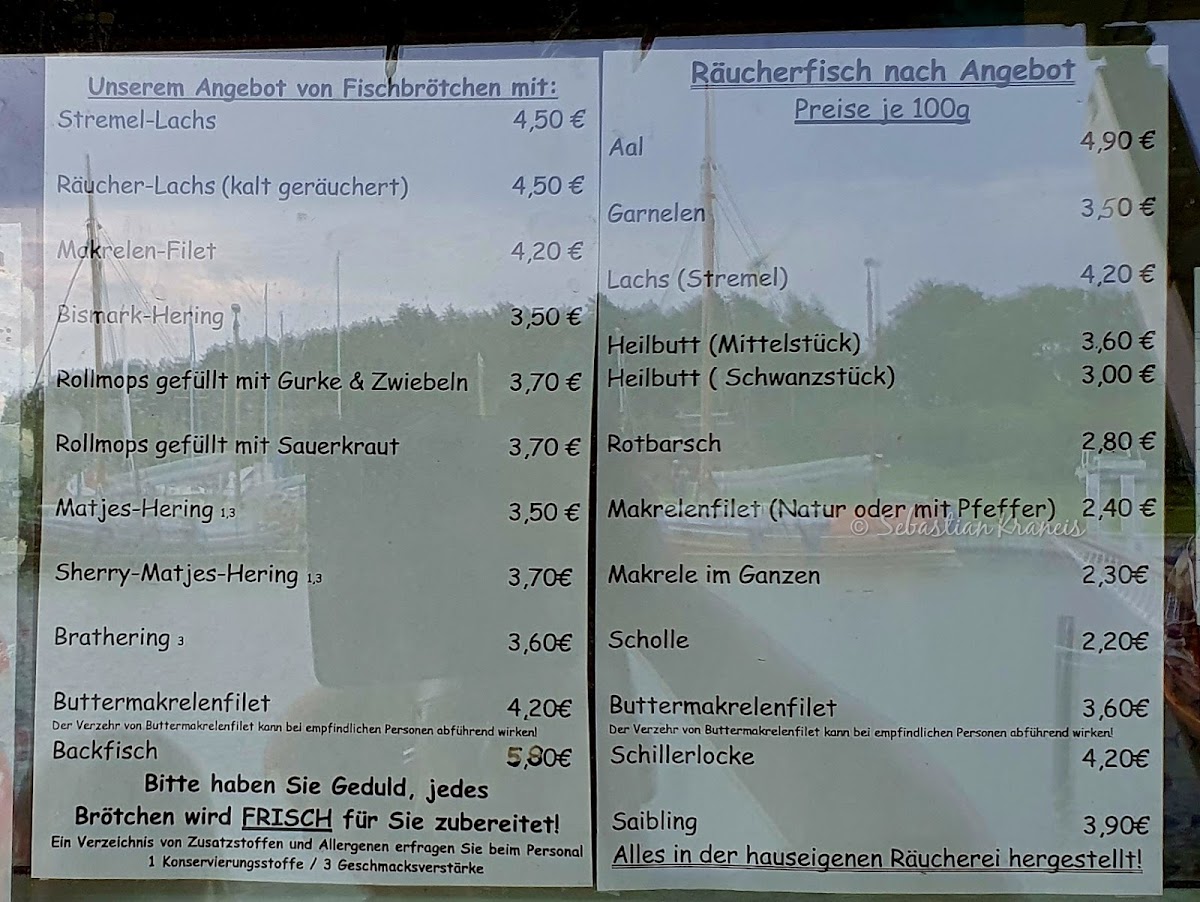 Unserem Angebot von Fischbrötchen mit:
Stremel-Lachs 4,50 €
Räucher-Lachs (kalt geräuchert) 4,50 €
Makrelen-Filet 4,20 €
Bismark-Hering 3,50 €
Rollmops gefüllt mit Gurke & Zwiebeln 3,70 €
Rollmops gefüllt mit Sauerkraut 3,70 €
Matjes-Hering 1,3 3,50 €
Sherry-Matjes-Hering 1,3 3,70€
Brathering 3 3,60€
Buttermakrelenfilet 4,20€
Der Verzehr von Buttermakrelenfilet kann bei empfindlichen Personen abführend wirken!
Backfisch 5,80€
Bitte haben Sie Geduld, jedes
Brötchen wird FRISCH für Sie zubereitet!
Ein Verzeichnis von Zusatzstoffen und Allergenen erfragen Sie beim Personal
1 Konservierungsstoffe / 3 Geschmacksverstärke
Räucherfisch nach Angebot
Preise je 100g
Aal 4,90 €
Garnelen 3,50 €
Lachs (Stremel) 4,20 €
Heilbutt (Mittelstück) 3,60 €
Heilbutt ( Schwanzstück) 3,00 €
Rotbarsch 2,80 €
Makrelenfilet (Natur oder mit Pfeffer) 2,40 €
© Sebastian Kraneis
Makrele im Ganzen 2,30€
Scholle 2,20€
Buttermakrelenfilet 3,60€
Der Verzehr von Buttermakrelenfilet kann bei empfindlichen Personen abführend wirken!
Schillerlocke 4,20€
Saibling 3,90€
Alles in der hauseigenen Räucherei hergestellt!